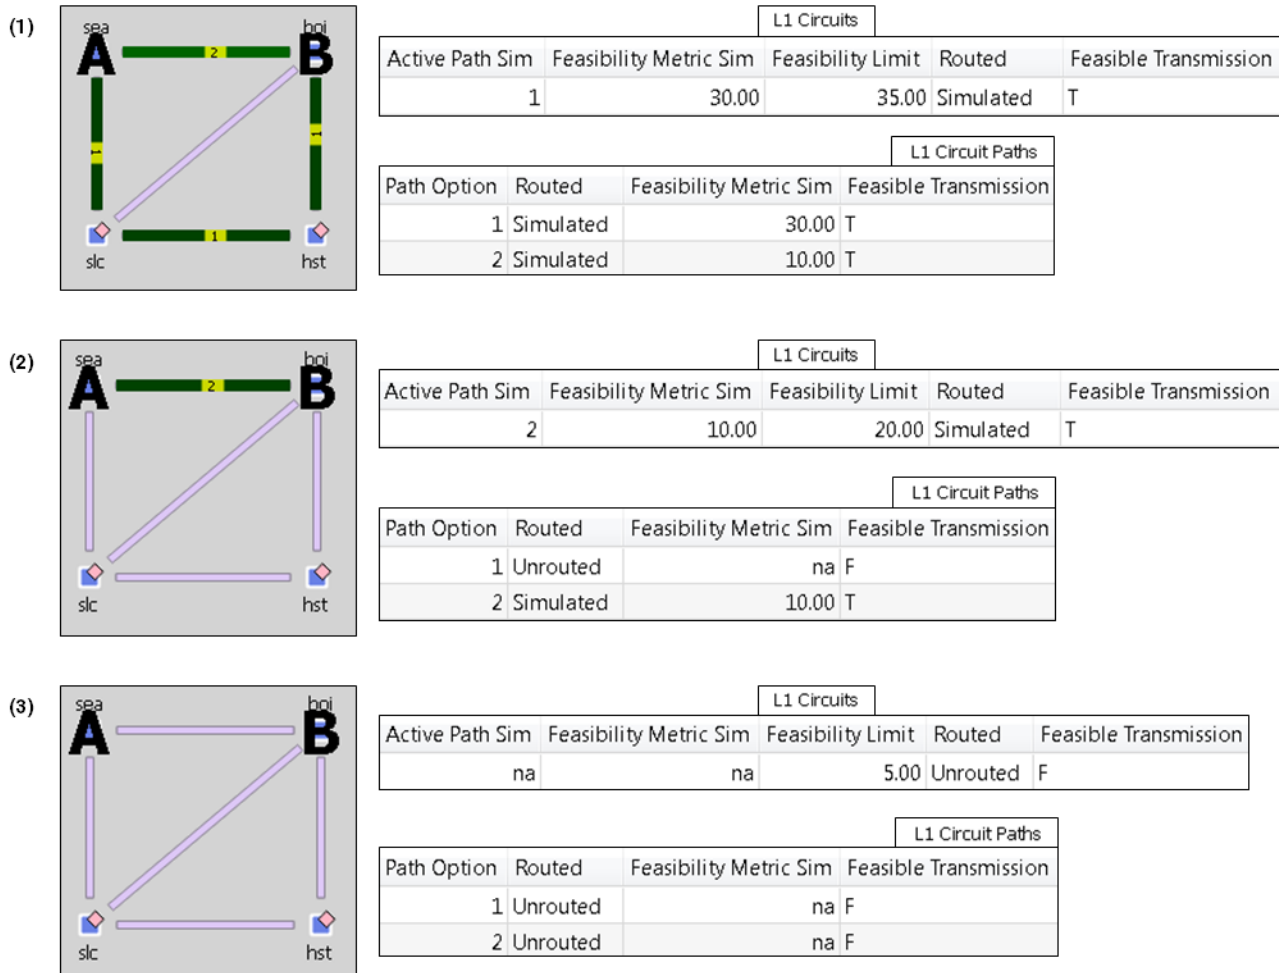 (1)
sea boi
A B
2
1 1
1
slc hst
L1 Circuits
Active Path Sim Feasibility Metric Sim Feasibility Limit Routed Feasible Transmission
1 30.00 35.00 Simulated T
L1 Circuit Paths
Path Option Routed Feasibility Metric Sim Feasible Transmission
1 Simulated 30.00 T
2 Simulated 10.00 T
(2)
sea boi
A B
2
slc hst
L1 Circuits
Active Path Sim Feasibility Metric Sim Feasibility Limit Routed Feasible Transmission
2 10.00 20.00 Simulated T
L1 Circuit Paths
Path Option Routed Feasibility Metric Sim Feasible Transmission
1 Unrouted na F
2 Simulated 10.00 T
(3)
sea boi
A B
slc hst
L1 Circuits
Active Path Sim Feasibility Metric Sim Feasibility Limit Routed Feasible Transmission
na na 5.00 Unrouted F
L1 Circuit Paths
Path Option Routed Feasibility Metric Sim Feasible Transmission
1 Unrouted na F
2 Unrouted na F